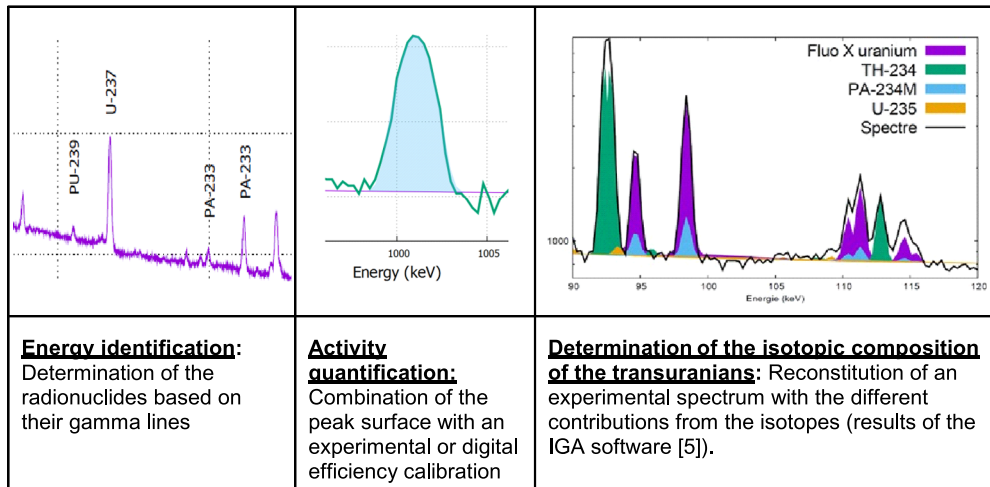 PU-239
U-237
PA-233
PA-233
1000
1005
Energy (keV)
Fluo X uranium
TH-234
PA-234M
U-235
Spectre
1000
90
95
100
105
110
115
120
Energie (keV)
Energy identification:
Determination of the
radionuclides based on
their gamma lines
Activity
quantification:
Combination of the
peak surface with an
experimental or digital
efficiency calibration
Determination of the isotopic composition
of the transuranians: Reconstitution of an
experimental spectrum with the different
contributions from the isotopes (results of the
IGA software [5]).